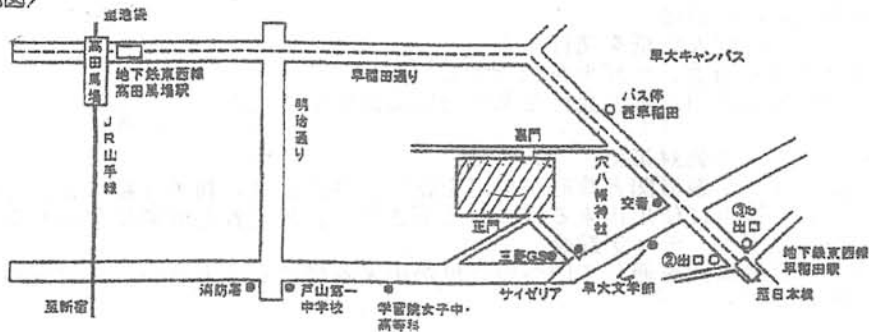 図〉
至池袋
高田馬場
地下鉄東西線
高田馬場駅
早稲田通り
早大キャンパス
バス停
西早稲田
JR山手線
明治通り
裏門
穴八幡神社
正門
交番
③b
出口
三菱GS
②出口
地下鉄東西線
早稲田駅
至新宿
消防署
戸山第一
中学校
学習院女子中・
高等科
サイゼリア
早大文学部
至日本橋